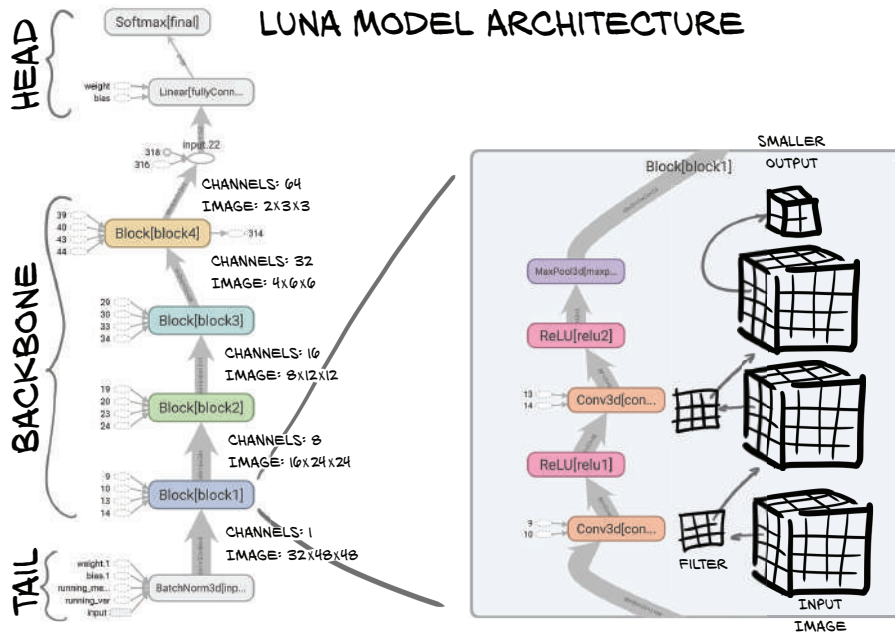 LUNA MODEL ARCHITECTURE
HEAD
Softmax[final]
weight
bias
Linear[fullyConn...
input.22
318
316
CHANNELS: 64
IMAGE: 2x3x3
BACKBONE
39
40
43
44
Block[block4]
314
CHANNELS: 32
IMAGE: 4x6x6
29
30
33
34
Block[block3]
CHANNELS: 16
IMAGE: 8x12x12
19
20
23
24
Block[block2]
CHANNELS: 8
IMAGE: 16x24x24
9
10
13
14
Block[block1]
CHANNELS: 1
IMAGE: 32x48x48
TAIL
weight.1
bias.1
running_me...
running_var
input
BatchNorm3d[inp...
Block[block1]
SMALLER
OUTPUT
MaxPool3d[maxp...
ReLU[relu2]
13
14
Conv3d[con...
ReLU[relu1]
9
10
Conv3d[con...
FILTER
INPUT
IMAGE